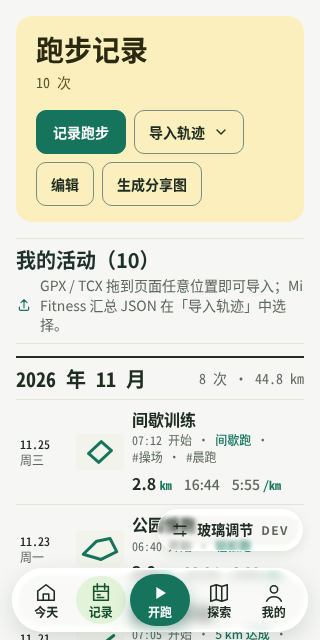 跑步记录
10 次
记录跑步
导入轨迹
编辑
生成分享图
我的活动（10）
GPX / TCX 拖到页面任意位置即可导入；Mi
Fitness 汇总 JSON 在「导入轨迹」中选
择。
2026 年 11 月
8 次 · 44.8 km
间歇训练
11.25
周三
07:12 开始 · 间歇跑 ·
#操场 · #晨跑
2.8 km 16:44 5:55 /km
公园
玻璃调节 DEV
11.23
周一
06:40
今天
记录
开跑
探索
我的
11.21
07:05 开始 · 5 km 达成 ·